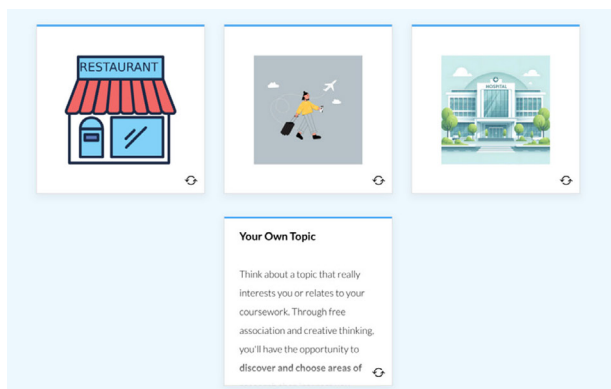 RESTAURANT
HOSPITAL
Your Own Topic
Think about a topic that really
interests you or relates to your
coursework. Through free
association and creative thinking,
you'll have the opportunity to
discover and choose areas of